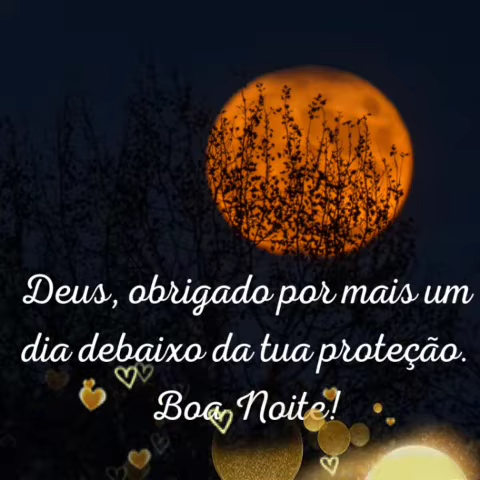 Deus, obrigado por mais um
dia debaixo da tua proteção.
Boa Noite!